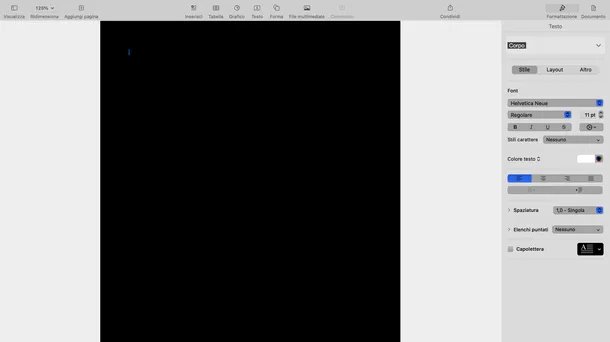 125%
Visualizza Ridimensiona Aggiungi pagina Inserisci Tabella Grafico Testo Forma File multimediale Commento Condividi Formattazione Documento
Testo
Corpo
Stile Layout Altro
Font
Helvetica Neue
Regolare 11 pt
B I U S
Stili carattere Nessuno
Colore testo
Spaziatura 1,0 - Singola
Elenchi puntati Nessuno
Capolettera